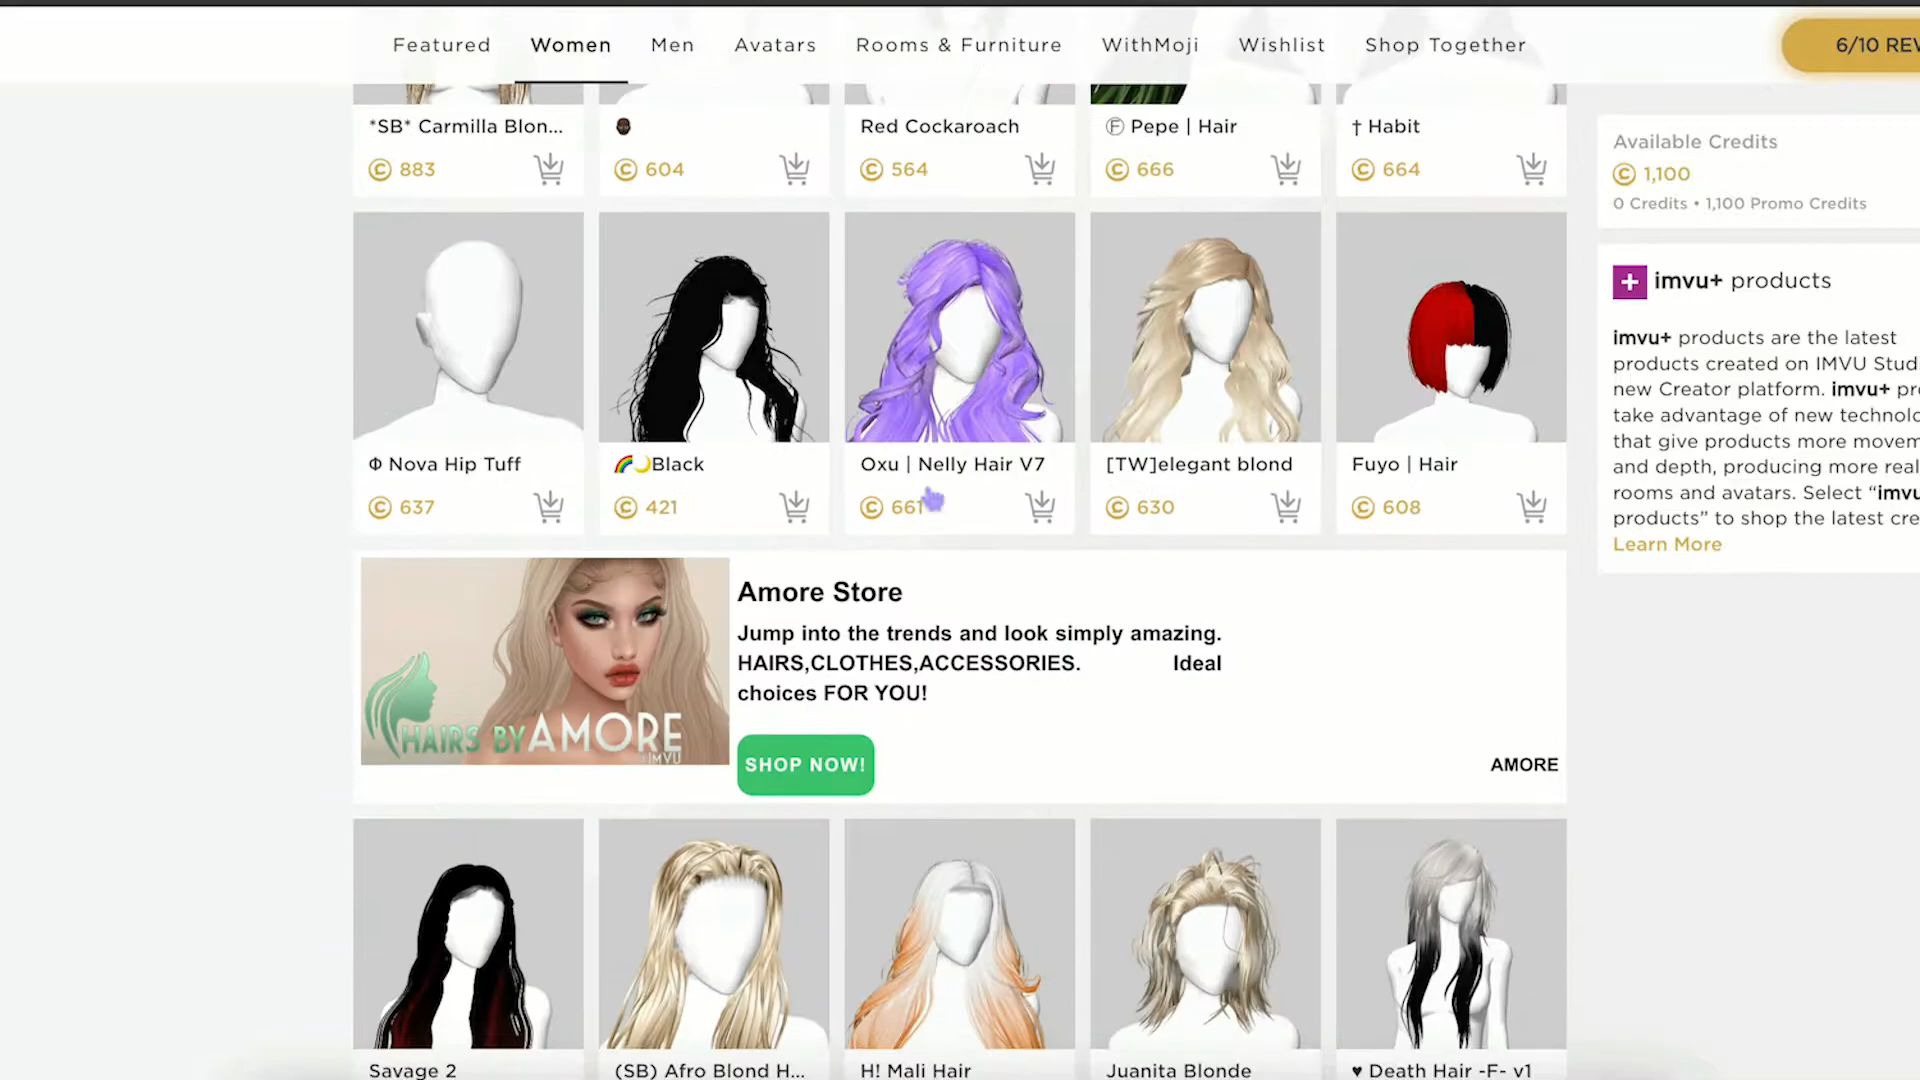 Featured
Women
Men
Avatars
Rooms & Furniture
WithMoji
Wishlist
Shop Together
6/10 REV
*SB* Carmilla Blon...
Red Cockaroach
Ⓕ Pepe | Hair
† Habit
883
604
564
666
664
Available Credits
1,100
0 Credits • 1,100 Promo Credits
Φ Nova Hip Tuff
🌈🌙Black
Oxu | Nelly Hair V7
[TW]elegant blond
Fuyo | Hair
637
421
661
630
608
imvu+ products
imvu+ products are the latest
products created on IMVU Stud
new Creator platform. imvu+ pr
take advantage of new technolo
that give products more movem
and depth, producing more real
rooms and avatars. Select “imvu
products” to shop the latest cre
Learn More
HAIRS BY AMORE
IMVU
Amore Store
Jump into the trends and look simply amazing.
HAIRS,CLOTHES,ACCESSORIES. Ideal
choices FOR YOU!
SHOP NOW!
AMORE
Savage 2
(SB) Afro Blond H...
H! Mali Hair
Juanita Blonde
♥ Death Hair -F- v1